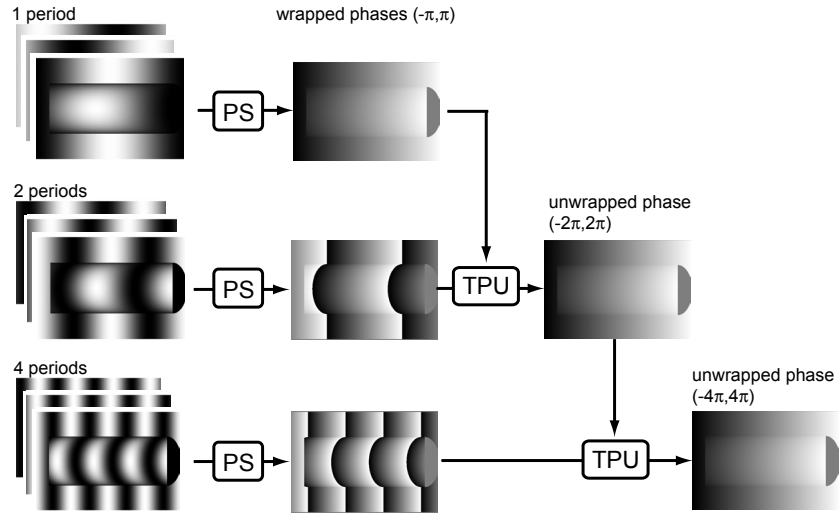 1 period
wrapped phases (-π,π)
PS
2 periods
unwrapped phase
(-2π,2π)
PS
TPU
4 periods
unwrapped phase
(-4π,4π)
PS
TPU